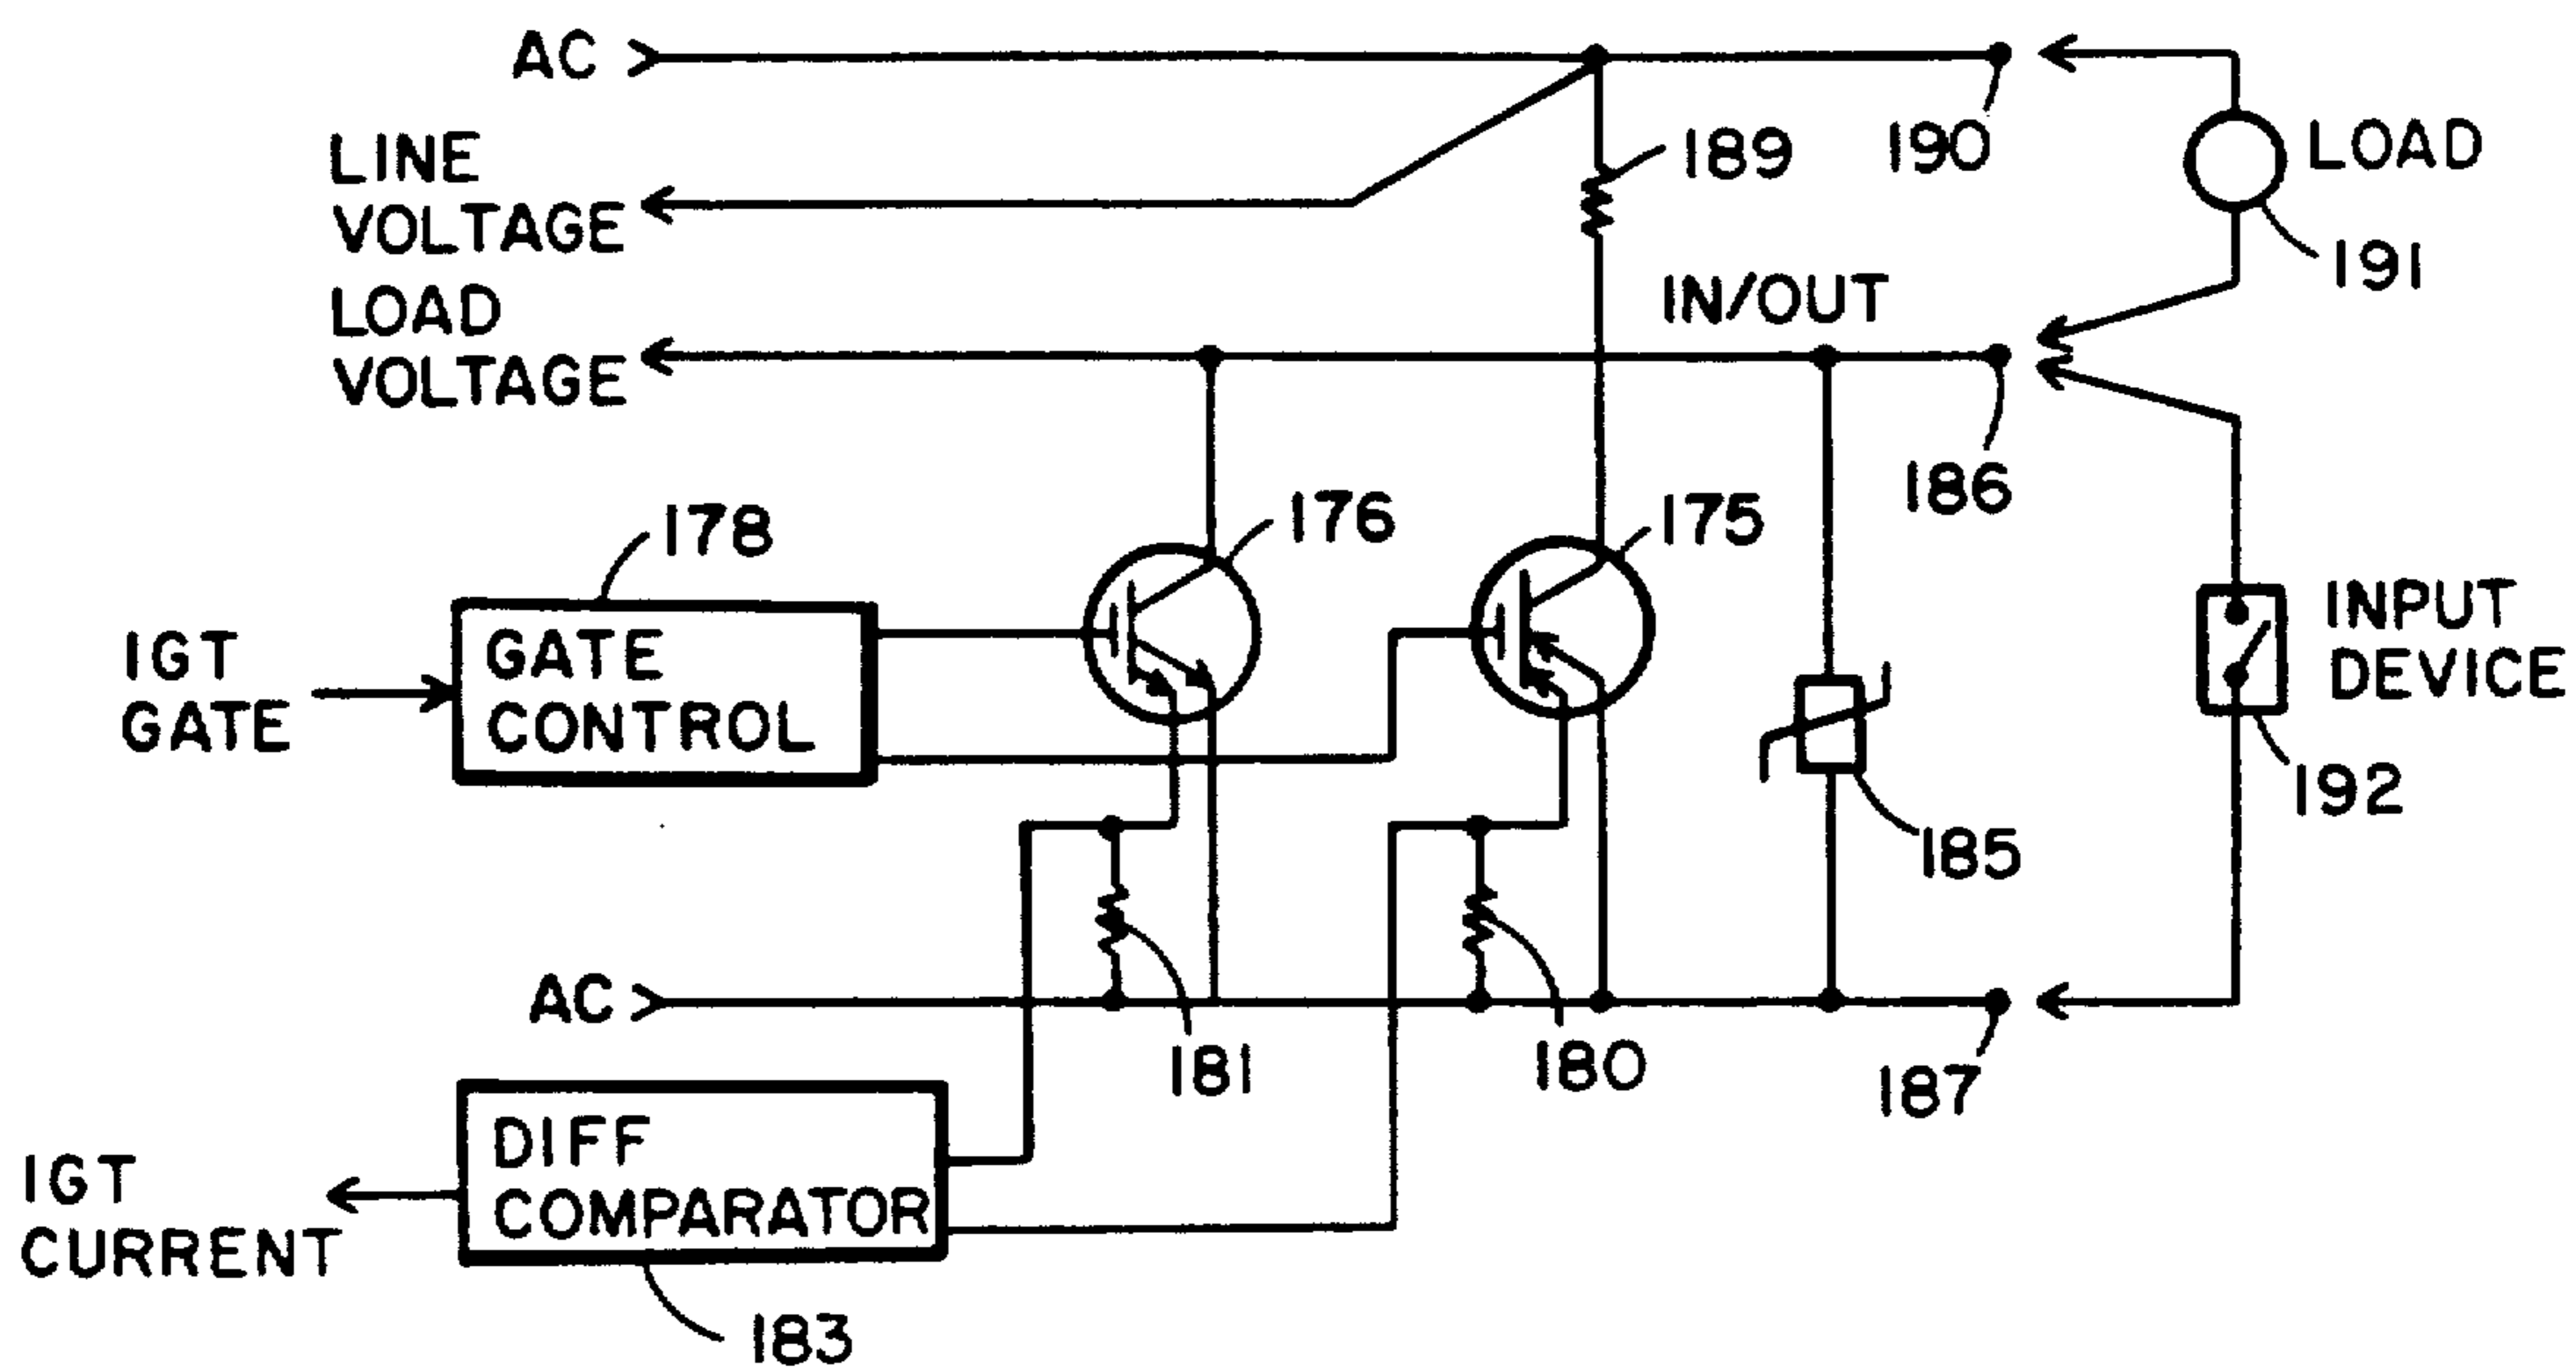 AC
LINE
VOLTAGE
189
190
LOAD
191
LOAD
VOLTAGE
IN/OUT
186
178
176
175
IGT
GATE
GATE
CONTROL
INPUT
DEVICE
192
185
AC
181
180
187
DIFF
COMPARATOR
IGT
CURRENT
183